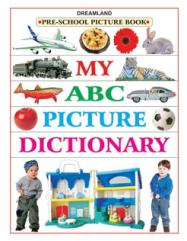 DREAMLAND
PRE-SCHOOL PICTURE BOOK
MY
ABC
PICTURE
DICTIONARY